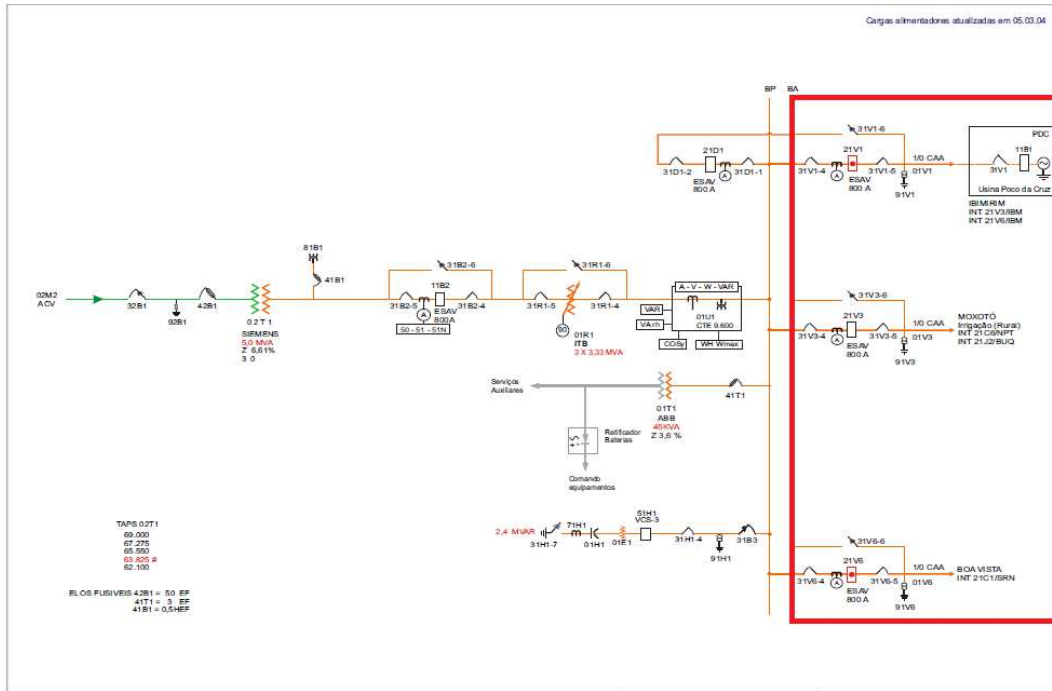 Cargas alimentadores atualizadas em 05.03.04
BP BA
31V1-6
PDC
21D1
21V1
11B1
1/0 CAA
31D1-2
31D1-1
31V1-4
A
31V1-5
01V1
31V1
ESAV
800 A
A
ESAV
800 A
91V1
Usina Poco da Cruz
IBIMIRIM
INT 21V3/IBM
INT 21V6/IBM
81B1
41B1
31B2-6
31R1-6
A - V - W - VAR
31V3-6
11B2
21V3
1/0 CAA
MOXOTÓ
Irrigação (Rural)
INT 21C6/NPT
INT 21J2/BUQ
02M2
ACV
32B1
92B1
42B1
02T1
SIEMENS
5,0 MVA
Z 6,61%
3 0
31B2-5
31B2-4
ESAV
800A
A
50 - 51 - 51N
31R1-5
31R1-4
90
01R1
ITB
3 X 3,33 MVA
VAR
VArh
COSy
WH Wmax
01U1
CTE 9.600
31V3-4
A
31V3-5
01V3
ESAV
800 A
91V3
Serviços
Auxiliares
41T1
01T1
ABB
45KVA
Z 3,6 %
Retificador
Baterias
Comando
equipamentos
TAPS 02T1
69.000
67.275
65.550
63.825 #
62.100
ELOS FUSIVEIS 42B1 = 50 EF
41T1 = 3 EF
41B1 = 0,5HEF
2,4 MVAR
31H1-7
71H1
01H1
01E1
51H1
VCS-3
31H1-4
91H1
31B3
31V6-6
21V6
1/0 CAA
BOA VISTA
INT 21C1/SRN
31V6-4
A
31V6-5
01V6
ESAV
800 A
91V6